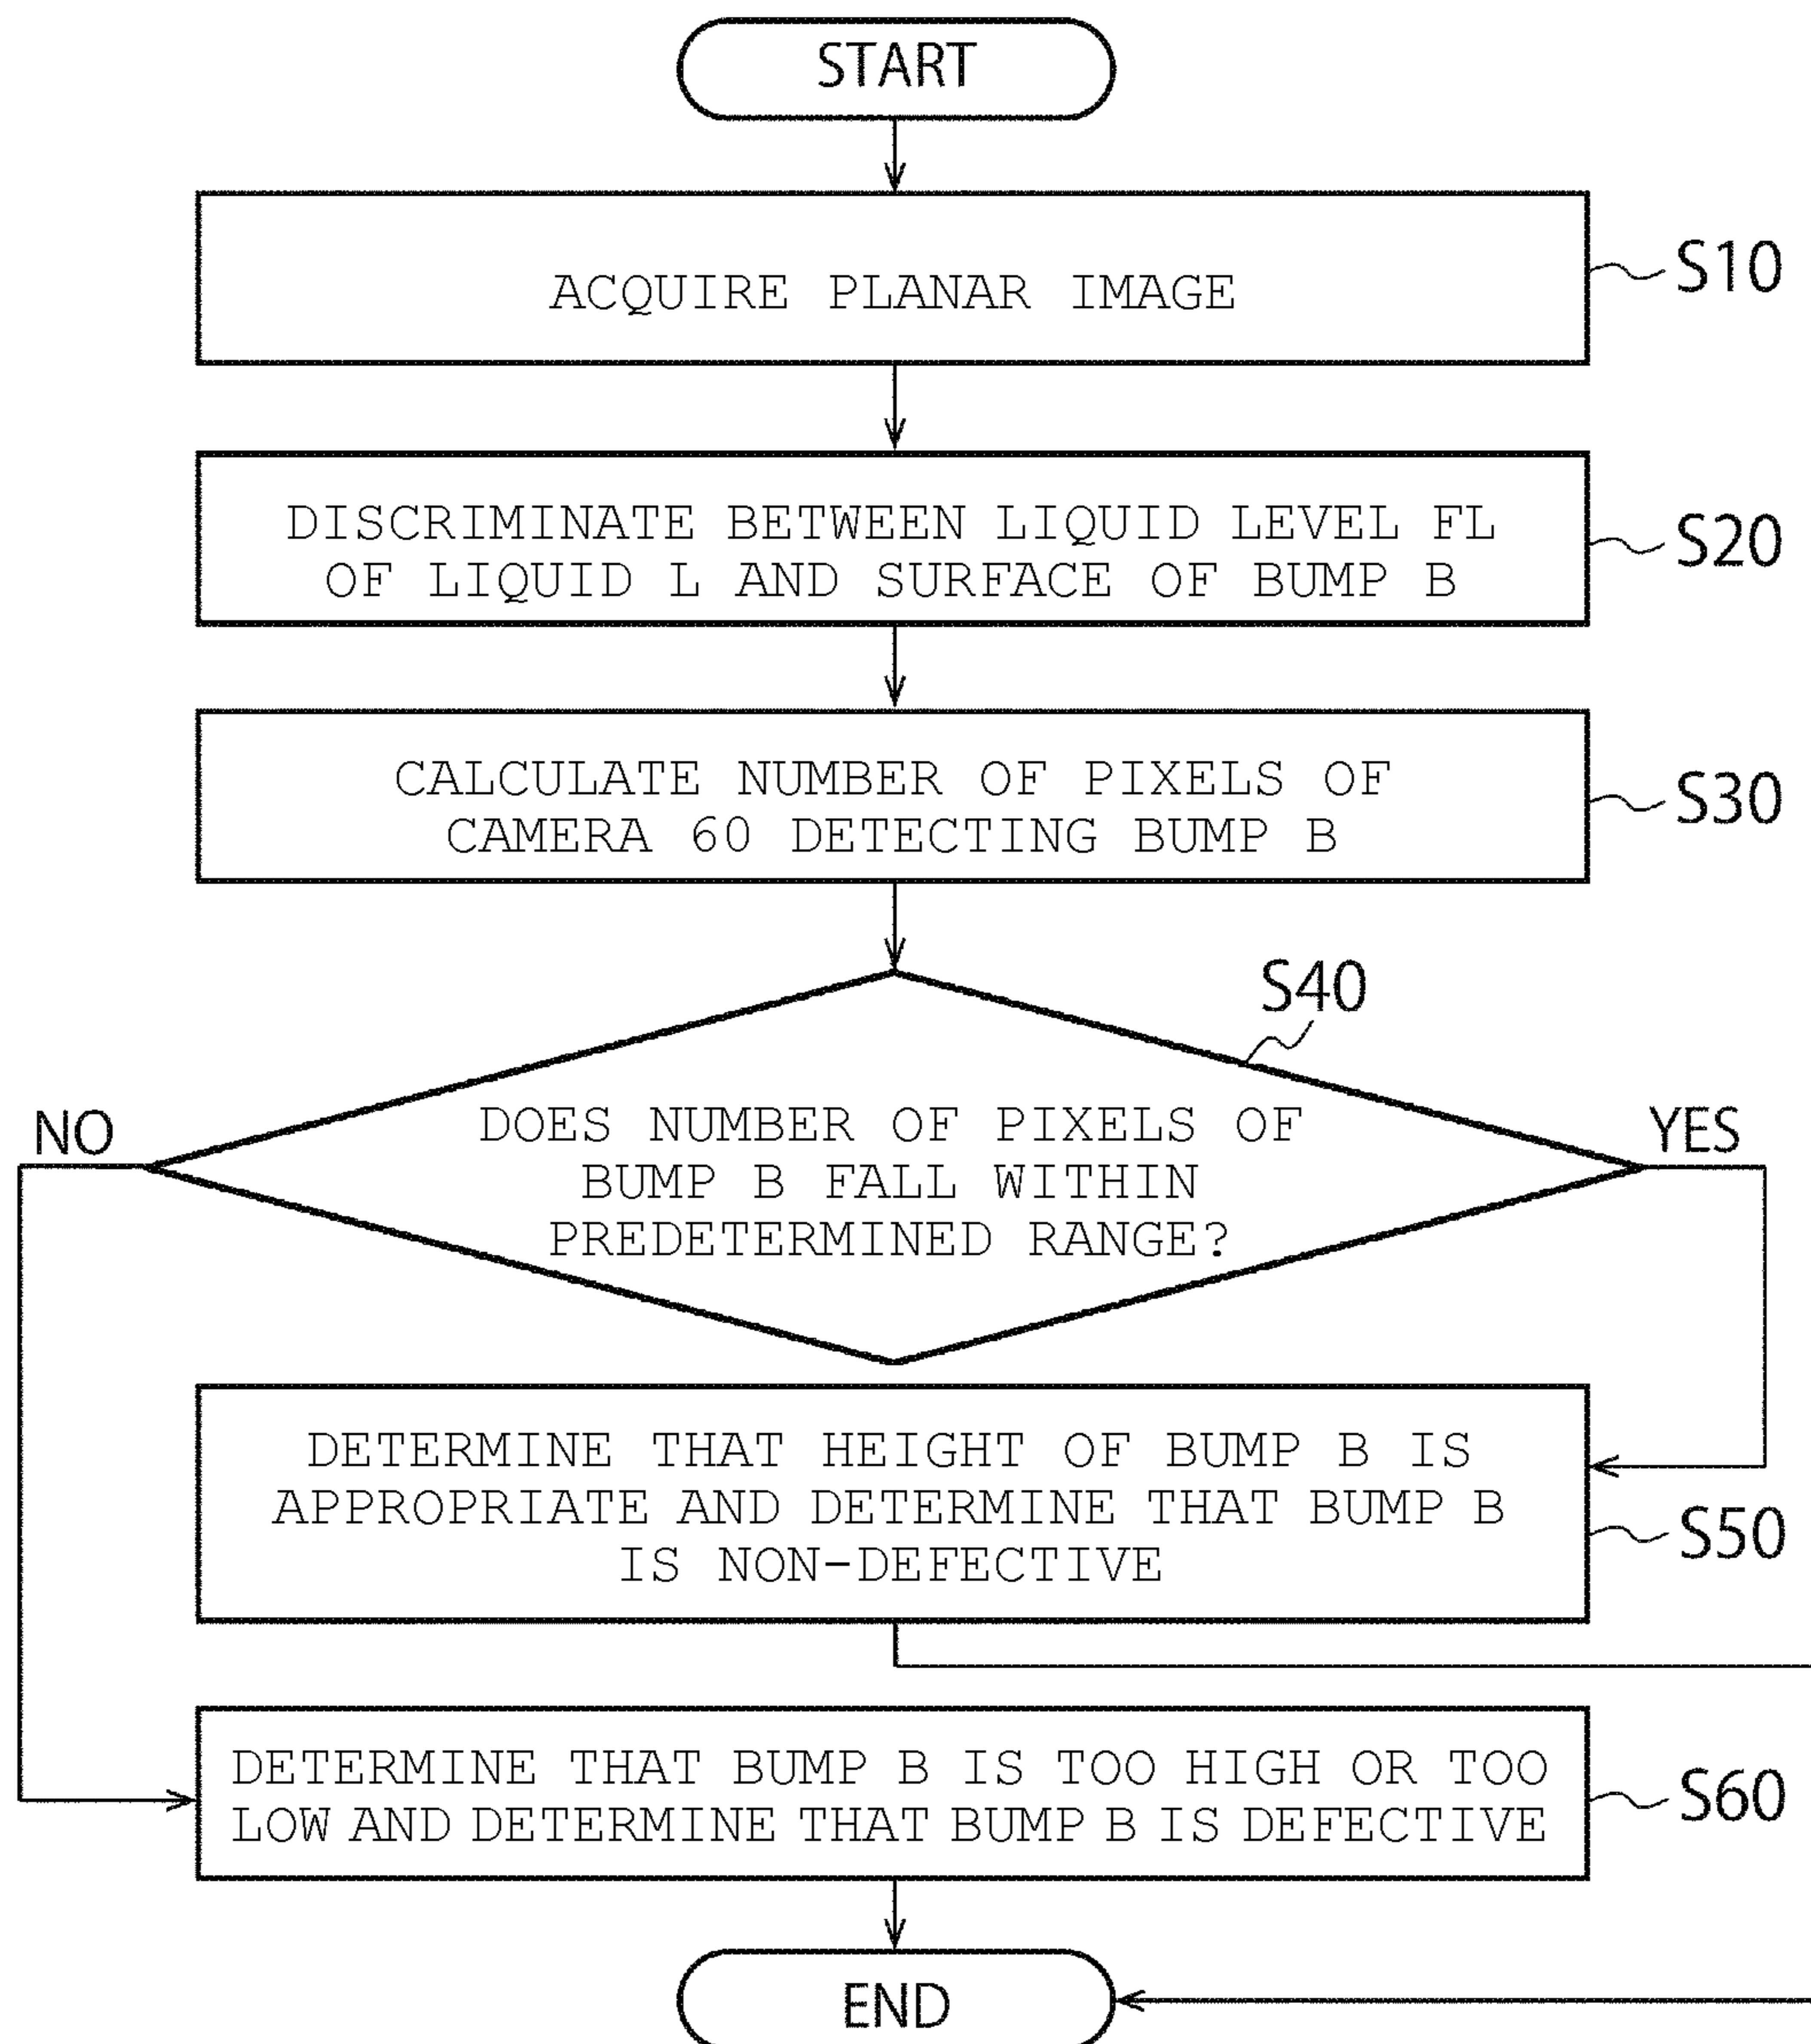 START
ACQUIRE PLANAR IMAGE
S10
DISCRIMINATE BETWEEN LIQUID LEVEL FL
OF LIQUID L AND SURFACE OF BUMP B
S20
CALCULATE NUMBER OF PIXELS OF
CAMERA 60 DETECTING BUMP B
S30
S40
DOES NUMBER OF PIXELS OF
BUMP B FALL WITHIN
PREDETERMINED RANGE?
NO
YES
DETERMINE THAT HEIGHT OF BUMP B IS
APPROPRIATE AND DETERMINE THAT BUMP B
IS NON-DEFECTIVE
S50
DETERMINE THAT BUMP B IS TOO HIGH OR TOO
LOW AND DETERMINE THAT BUMP B IS DEFECTIVE
S60
END